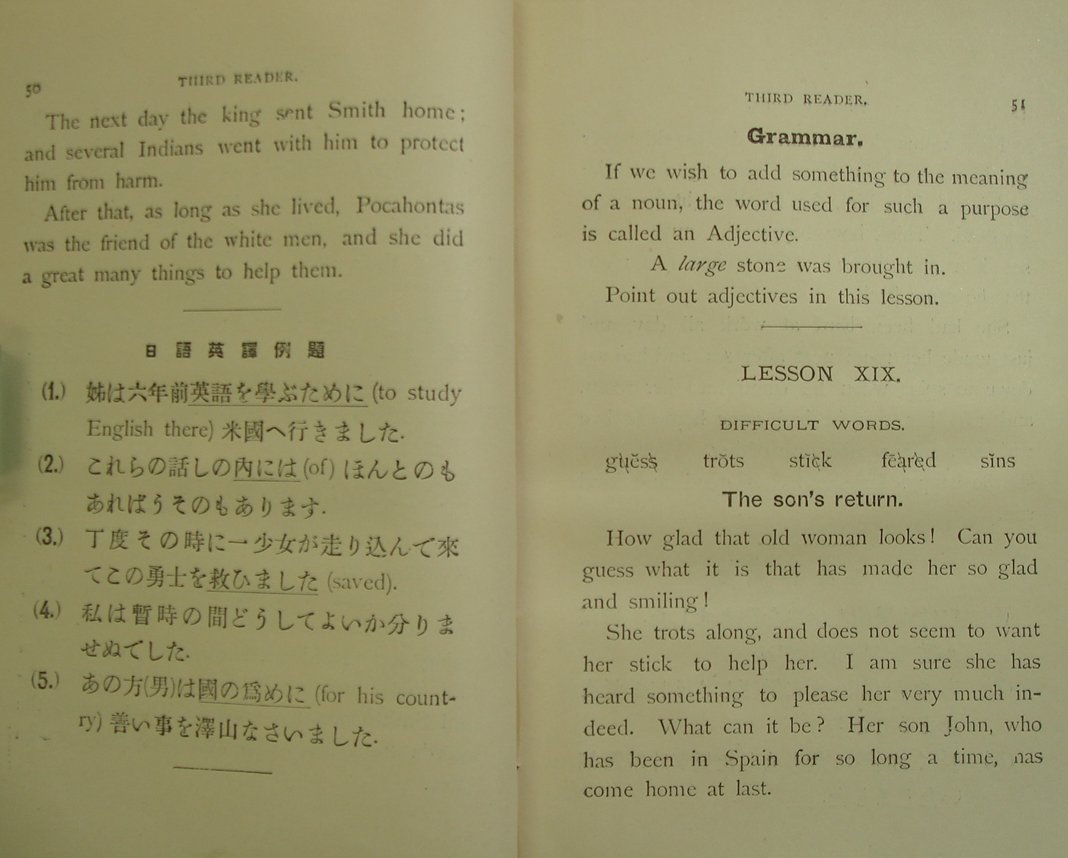 50
THIRD READER.
The next day the king sent Smith home;
and several Indians went with him to protect
him from harm.
After that, as long as she lived, Pocahontas
was the friend of the white men, and she did
a great many things to help them.
日語英譯例題
(1.) 姊は六年前英語を學ぶために (to study
English there) 米國へ行きました.
(2.) これらの話しの內には (of) ほんとのも
あればうそのもあります.
(3.) 丁度その時に一少女が走り込んで來
てこの勇士を救ひました (saved).
(4.) 私は暫時の間どうしてよいか分りま
せぬでした.
(5.) あの方(男)は國の爲めに (for his count-
ry) 善い事を澤山なさいました.
THIRD READER.
51
Grammar.
If we wish to add something to the meaning
of a noun, the word used for such a purpose
is called an Adjective.
A large stone was brought in.
Point out adjectives in this lesson.
LESSON XIX.
DIFFICULT WORDS.
guĕss trŏts stĭck fēared sĭns
The son's return.
How glad that old woman looks! Can you
guess what it is that has made her so glad
and smiling!
She trots along, and does not seem to want
her stick to help her. I am sure she has
heard something to please her very much in-
deed. What can it be? Her son John, who
has been in Spain for so long a time, has
come home at last.